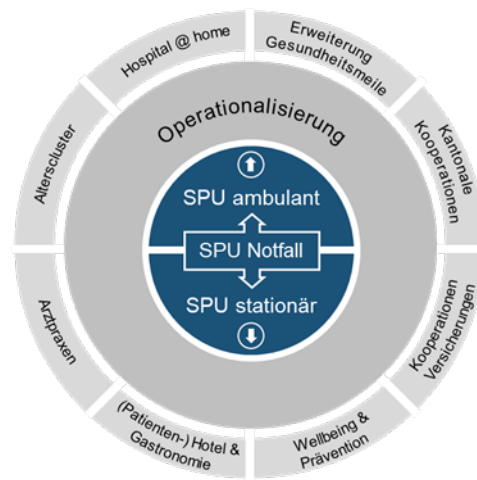 Hospital @ home
Erweiterung
Gesundheitsmeile
Kantonale
Kooperationen
Kooperationen
Versicherungen
Wellbeing &
Prävention
(Patienten-) Hotel &
Gastronomie
Arztpraxen
Alterscluster
Operationalisierung
SPU ambulant
SPU Notfall
SPU stationär